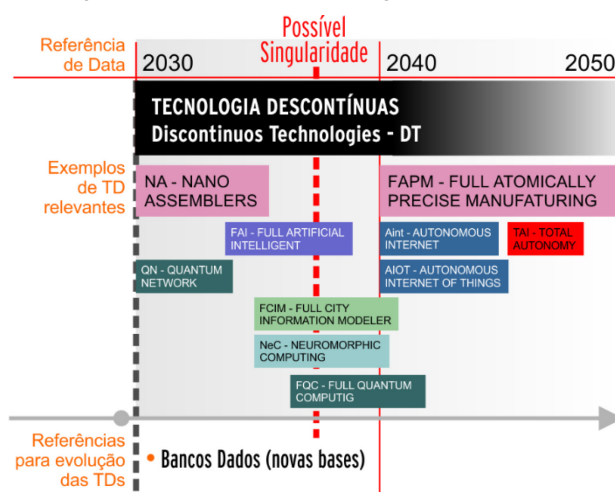 Possível
Singularidade
Referência
de Data
2030
2040
2050
TECNOLOGIA DESCONTÍNUAS
Discontinuos Technologies - DT
Exemplos
de TD
relevantes
NA - NANO
ASSEMBLERS
FAPM - FULL ATOMICALLY
PRECISE MANUFATURING
FAI - FULL ARTIFICIAL
INTELLIGENT
Aint - AUTONOMOUS
INTERNET
TAI - TOTAL
AUTONOMY
QN - QUANTUM
NETWORK
AIOT - AUTONOMOUS
INTERNET OF THINGS
FCIM - FULL CITY
INFORMATION MODELER
NeC - NEUROMORPHIC
COMPUTING
FQC - FULL QUANTUM
COMPUTIG
Referências
para evolução
das TDs
• Bancos Dados (novas bases)